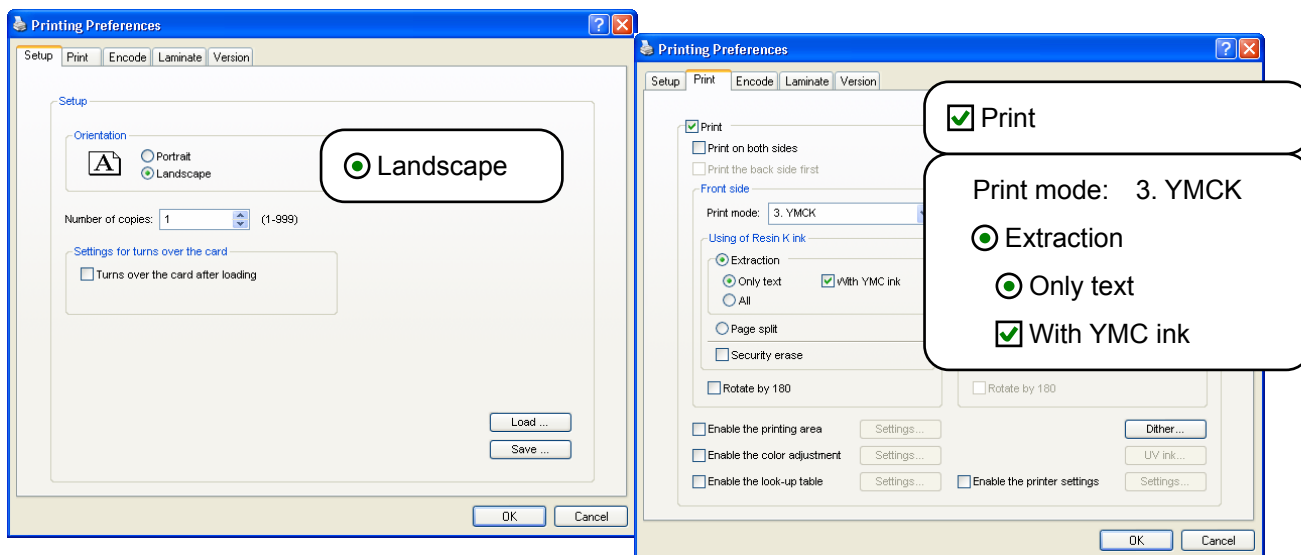 Printing Preferences
Setup Print Encode Laminate Version
Setup
Orientation
A
Portrait
Landscape
Landscape
Number of copies: 1 (1-999)
Settings for turns over the card
Turns over the card after loading
Load ...
Save ...
OK Cancel
Printing Preferences
Setup Print Encode Laminate Version
Print
Print
Print on both sides
Print the back side first
Front side
Print mode: 3. YMCK
Print mode: 3. YMCK
Using of Resin K ink
Extraction
Extraction
Only text With YMC ink
Only text
All
With YMC ink
Page split
Security erase
Rotate by 180 Rotate by 180
Enable the printing area Settings... Dither...
Enable the color adjustment Settings... UV ink...
Enable the look-up table Settings... Enable the printer settings Settings...
OK Cancel